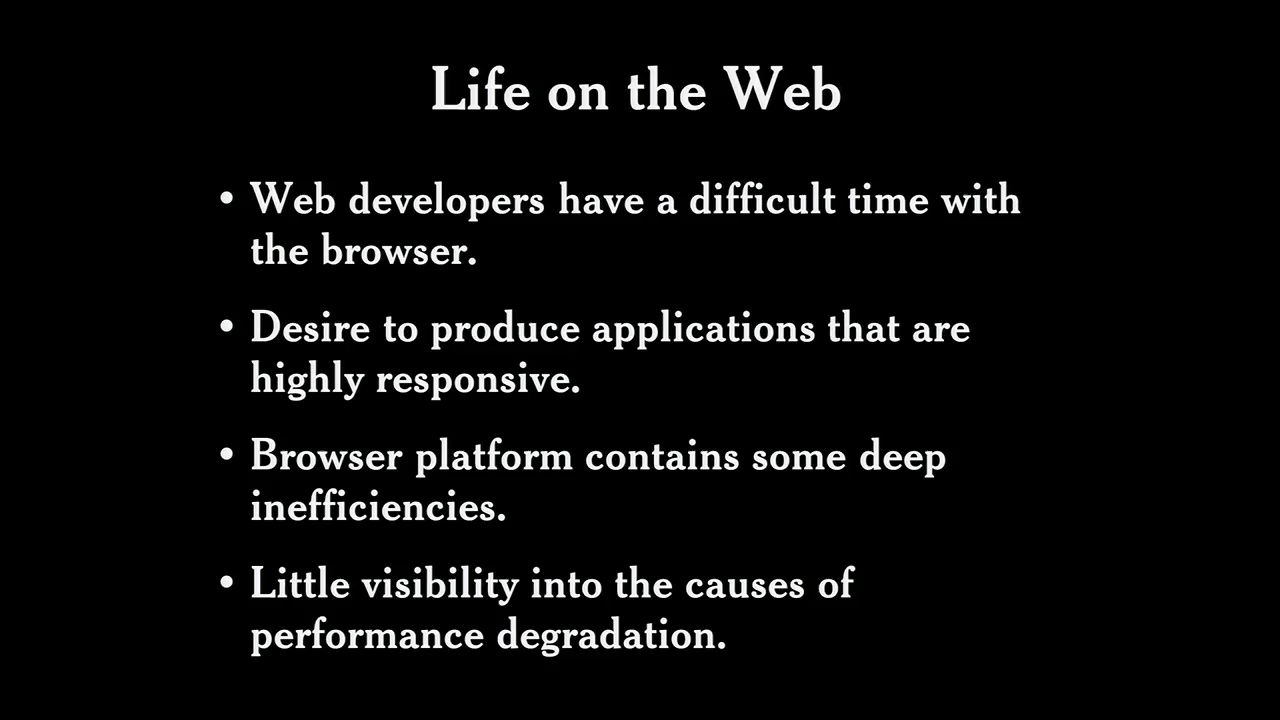 Life on the Web
• Web developers have a difficult time with
the browser.
• Desire to produce applications that are
highly responsive.
• Browser platform contains some deep
inefficiencies.
• Little visibility into the causes of
performance degradation.